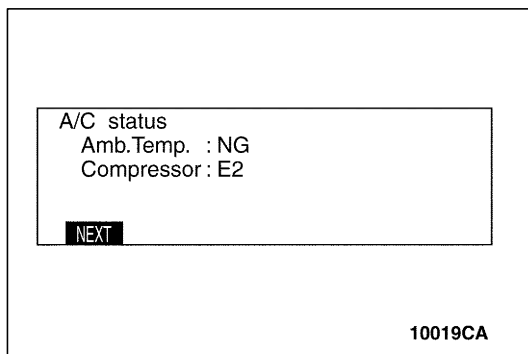 A/C status
Amb.Temp. : NG
Compressor : E2
NEXT
10019CA